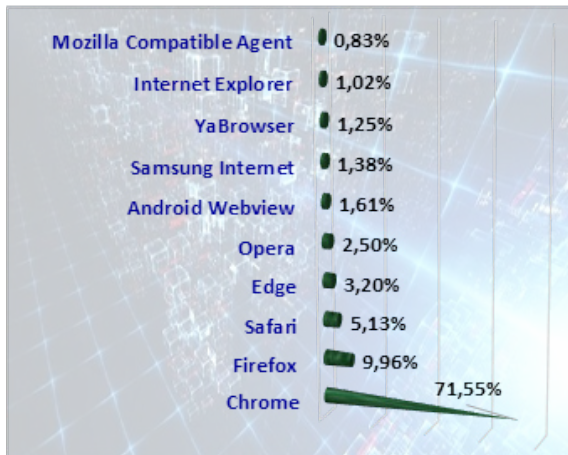 Mozilla Compatible Agent 0,83%
Internet Explorer 1,02%
YaBrowser 1,25%
Samsung Internet 1,38%
Android Webview 1,61%
Opera 2,50%
Edge 3,20%
Safari 5,13%
Firefox 9,96%
Chrome 71,55%